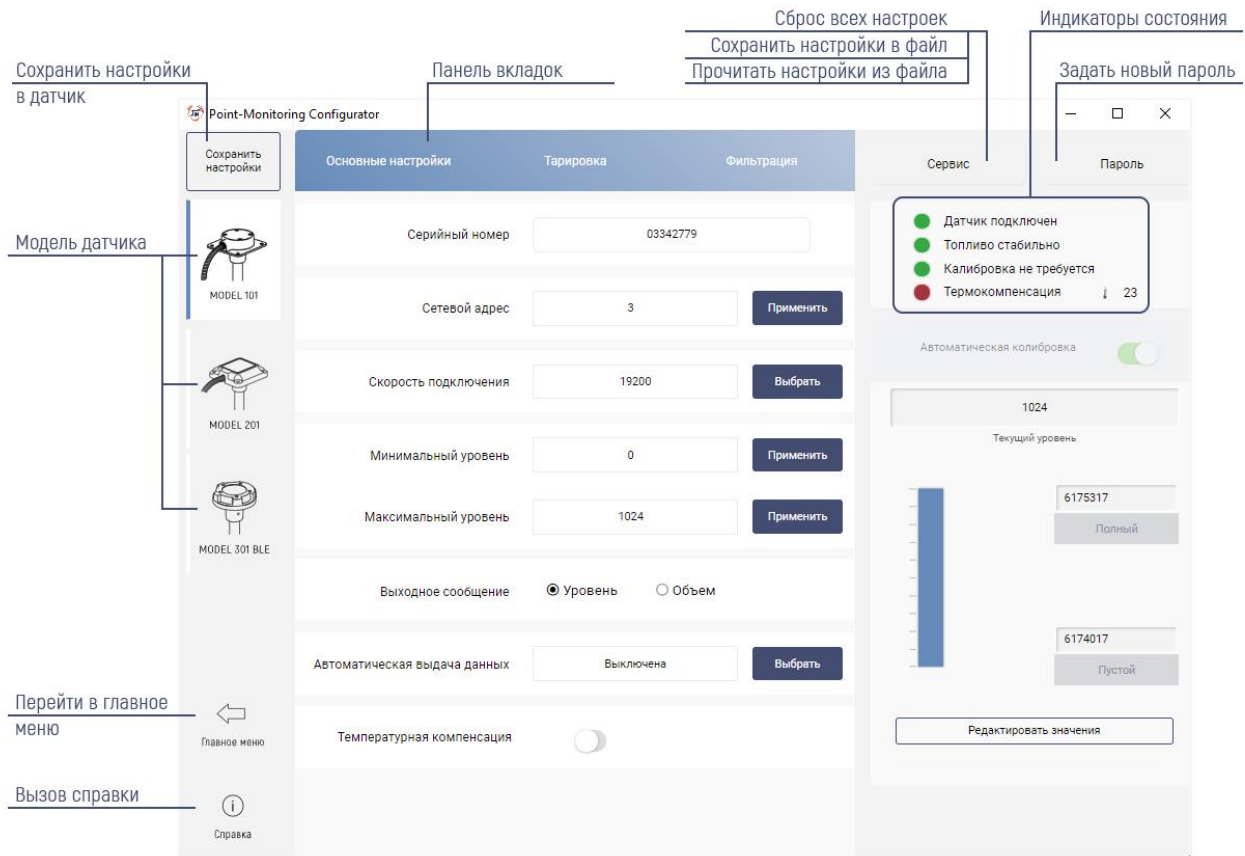 Сброс всех настроек
Индикаторы состояния
Сохранить настройки в файл
Сохранить настройки
в датчик
Панель вкладок
Прочитать настройки из файла
Задать новый пароль
Point-Monitoring Configurator
Сохранить
настройки
Основные настройки
Тарировка
Фильтрация
Сервис
Пароль
Модель датчика
MODEL 101
MODEL 201
MODEL 301 BLE
Серийный номер
03342779
Сетевой адрес
3
Применить
Скорость подключения
19200
Выбрать
Минимальный уровень
0
Применить
Максимальный уровень
1024
Применить
Выходное сообщение
Уровень
Объем
Автоматическая выдача данных
Выключена
Выбрать
Температурная компенсация
Датчик подключен
Топливо стабильно
Калибровка не требуется
Термокомпенсация
23
Автоматическая колибровка
1024
Текущий уровень
6175317
Полный
6174017
Пустой
Редактировать значения
Перейти в главное
меню
Главное меню
Вызов справки
Справка